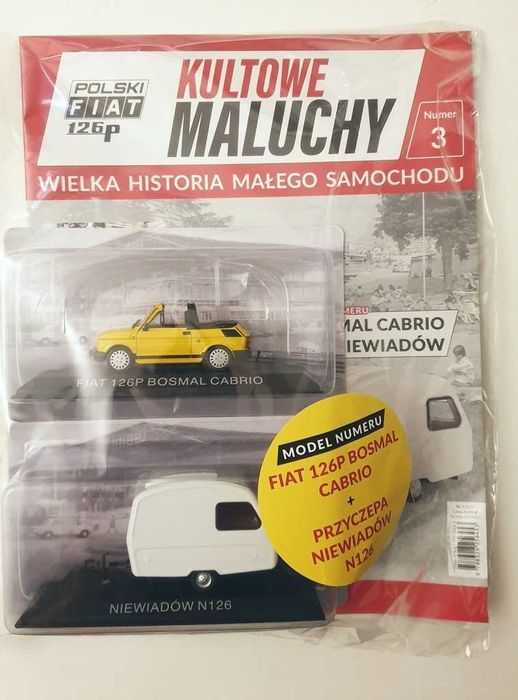 POLSKI
FIAT
126p
KULTOWE
MALUCHY
Numer
3
WIELKA HISTORIA MAŁEGO SAMOCHODU
NUMERU
MAL CABRIO
NIEWIADÓW
FIAT 126P BOSMAL CABRIO
MODEL NUMERU
FIAT 126P BOSMAL
CABRIO
+
PRZYCZEPA
NIEWIADÓW
N126
NIEWIADÓW N126